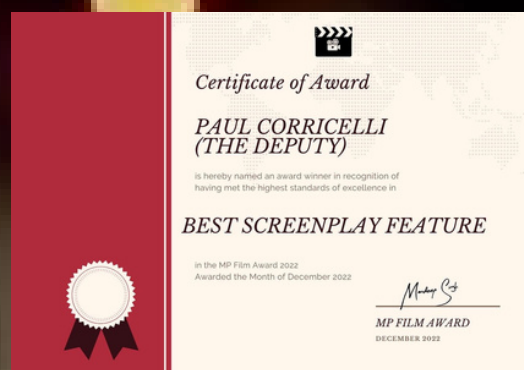 Certificate of Award
PAUL CORRICELLI
(THE DEPUTY)
is hereby named an award winner in recognition of
having met the highest standards of excellence in
BEST SCREENPLAY FEATURE
in the MP Film Award 2022
Awarded the Month of December 2022
MP FILM AWARD
DECEMBER 2022